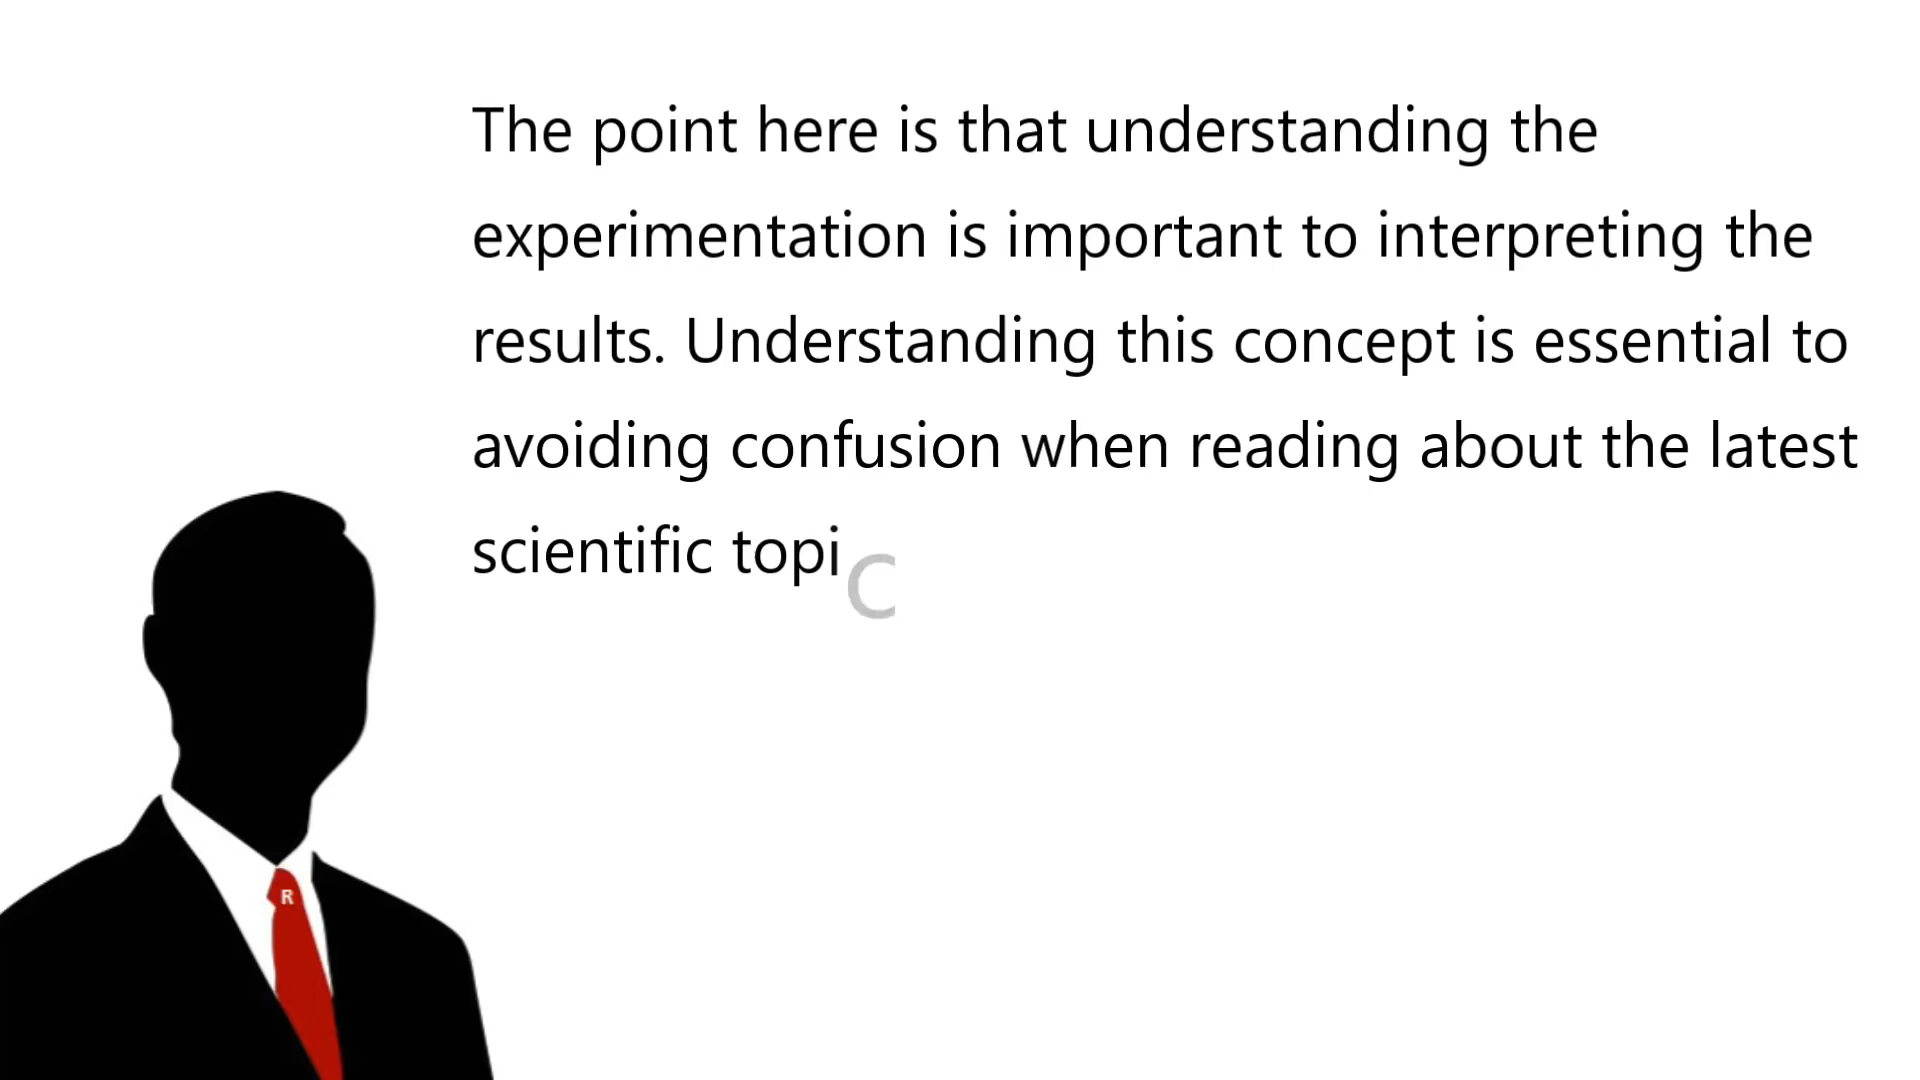 The point here is that understanding the
experimentation is important to interpreting the
results. Understanding this concept is essential to
avoiding confusion when reading about the latest
scientific topic
R